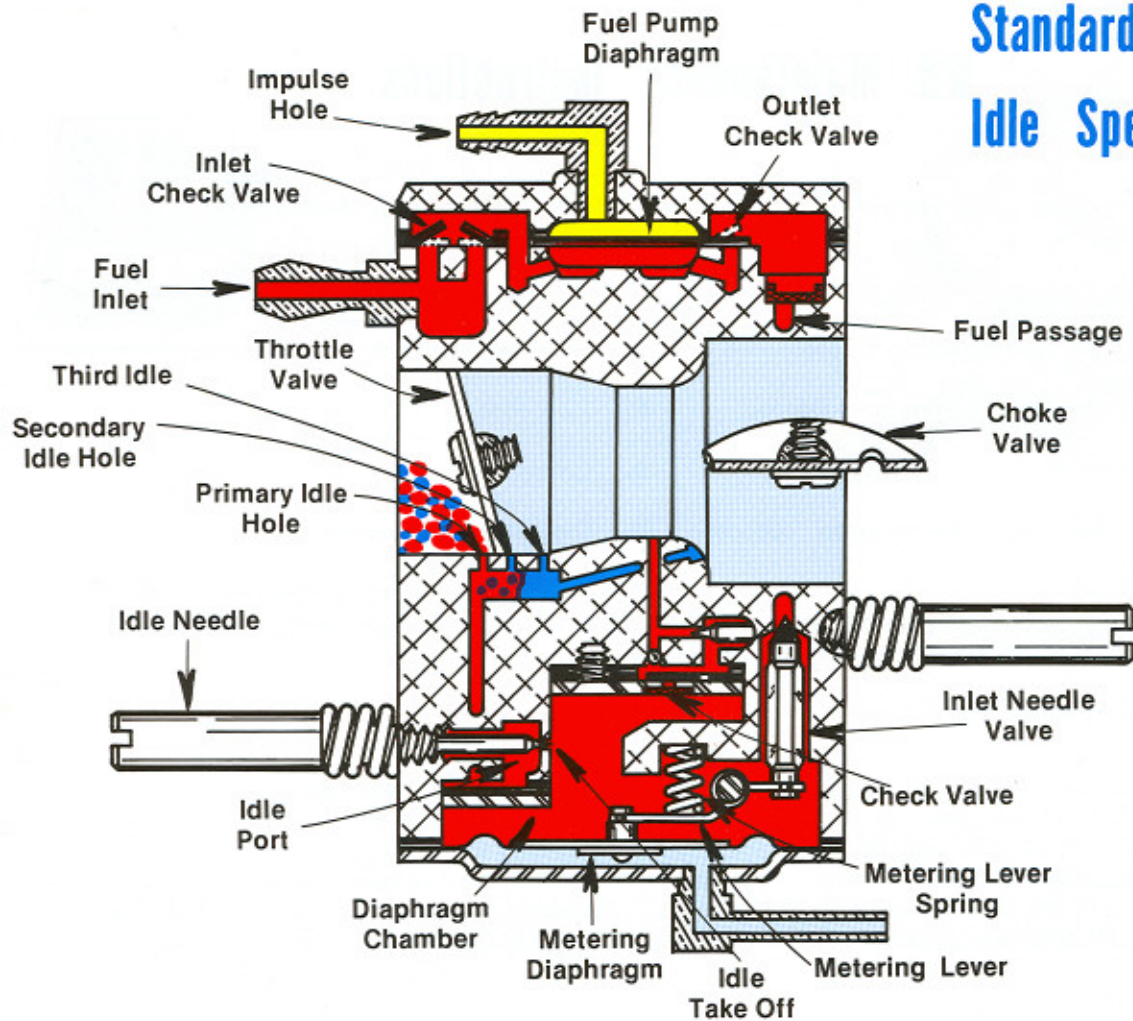 Standard
Idle Spe
Fuel Pump
Diaphragm
Impulse
Hole
Outlet
Check Valve
Inlet
Check Valve
Fuel
Inlet
Fuel Passage
Throttle
Valve
Third Idle
Choke
Valve
Secondary
Idle Hole
Primary Idle
Hole
Idle Needle
Inlet Needle
Valve
Check Valve
Idle
Port
Metering Lever
Spring
Diaphragm
Chamber
Metering
Diaphragm
Metering Lever
Idle
Take Off